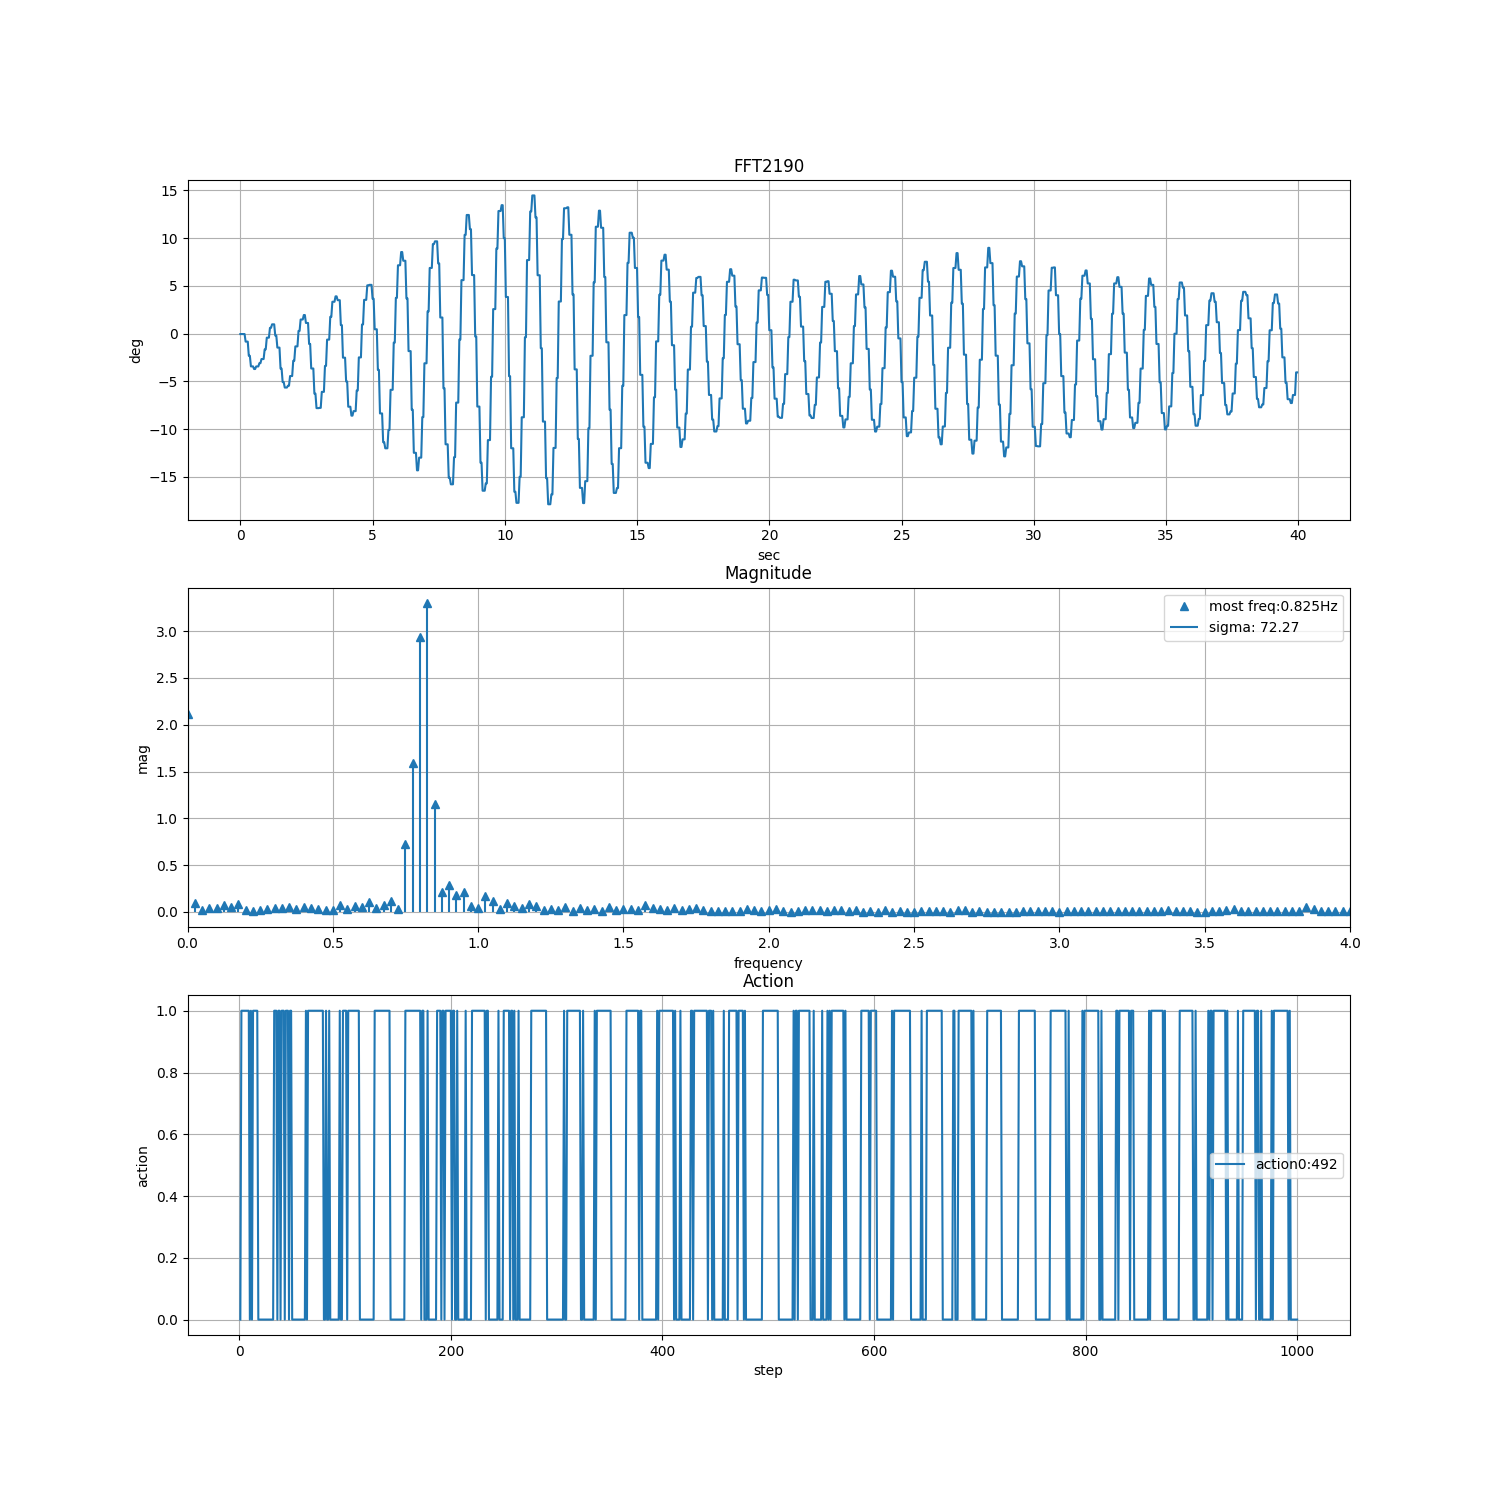 FFT2190
15
10
5
0
−5
−10
−15
deg
0 5 10 15 20 25 30 35 40
sec
Magnitude
most freq:0.825Hz
sigma: 72.27
3.0
2.5
2.0
1.5
1.0
0.5
0.0
mag
0.0 0.5 1.0 1.5 2.0 2.5 3.0 3.5 4.0
frequency
Action
1.0
0.8
0.6
0.4
0.2
0.0
action
action0:492
0 200 400 600 800 1000
step